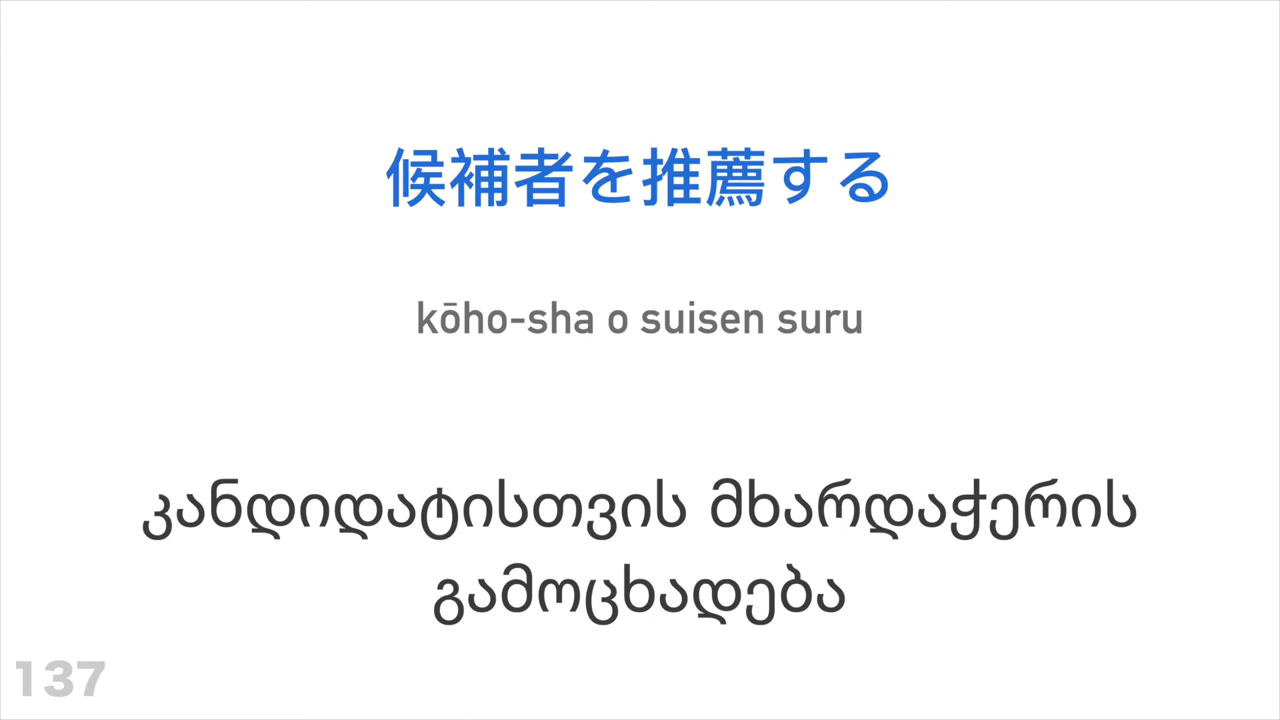 候補者を推薦する
kōho-sha o suisen suru
კანდიდატისთვის მხარდაჭერის
გამოცხადება
137